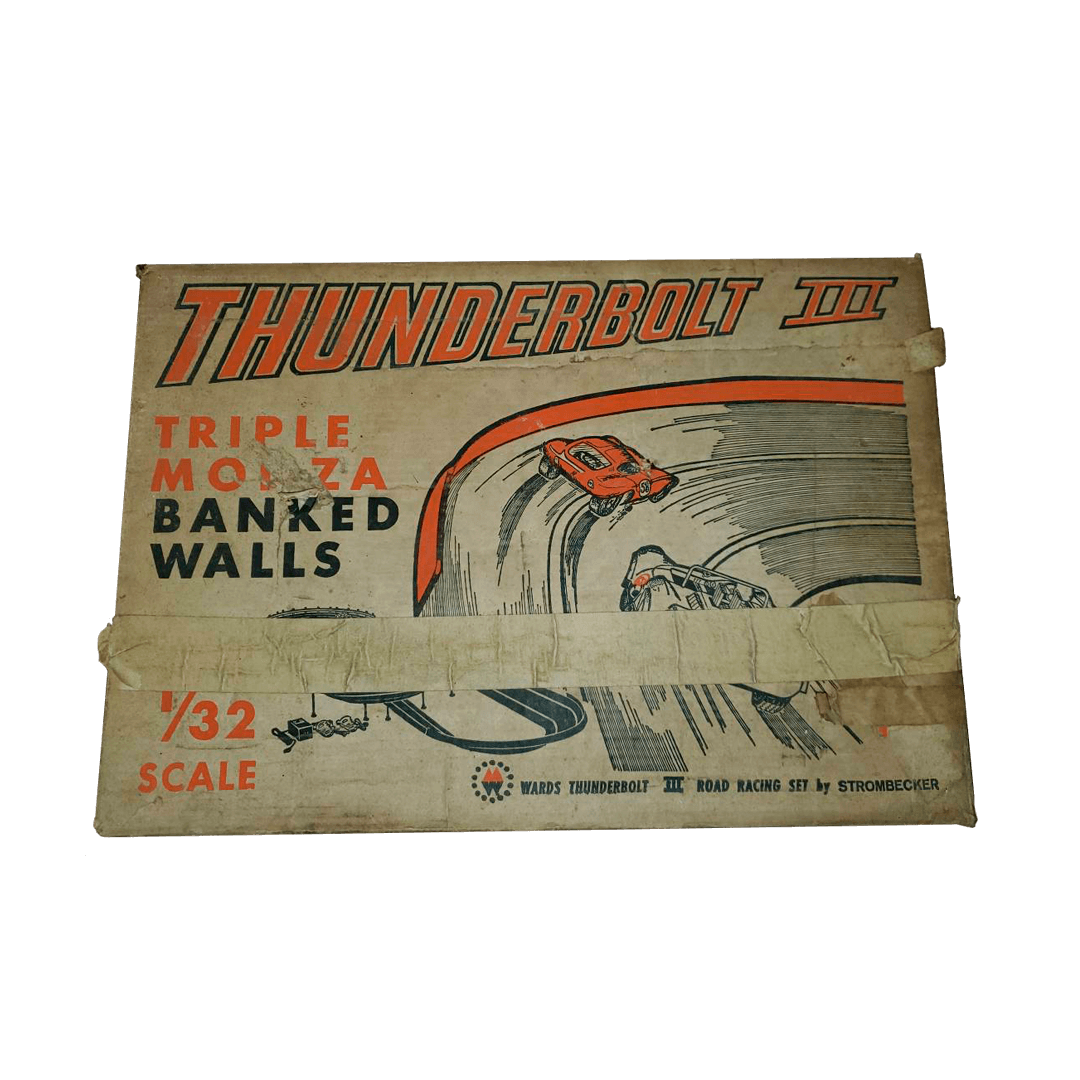 THUNDERBOLT III
TRIPLE
MONZA
BANKED
WALLS
1/32
SCALE
WARDS THUNDERBOLT III ROAD RACING SET by STROMBECKER